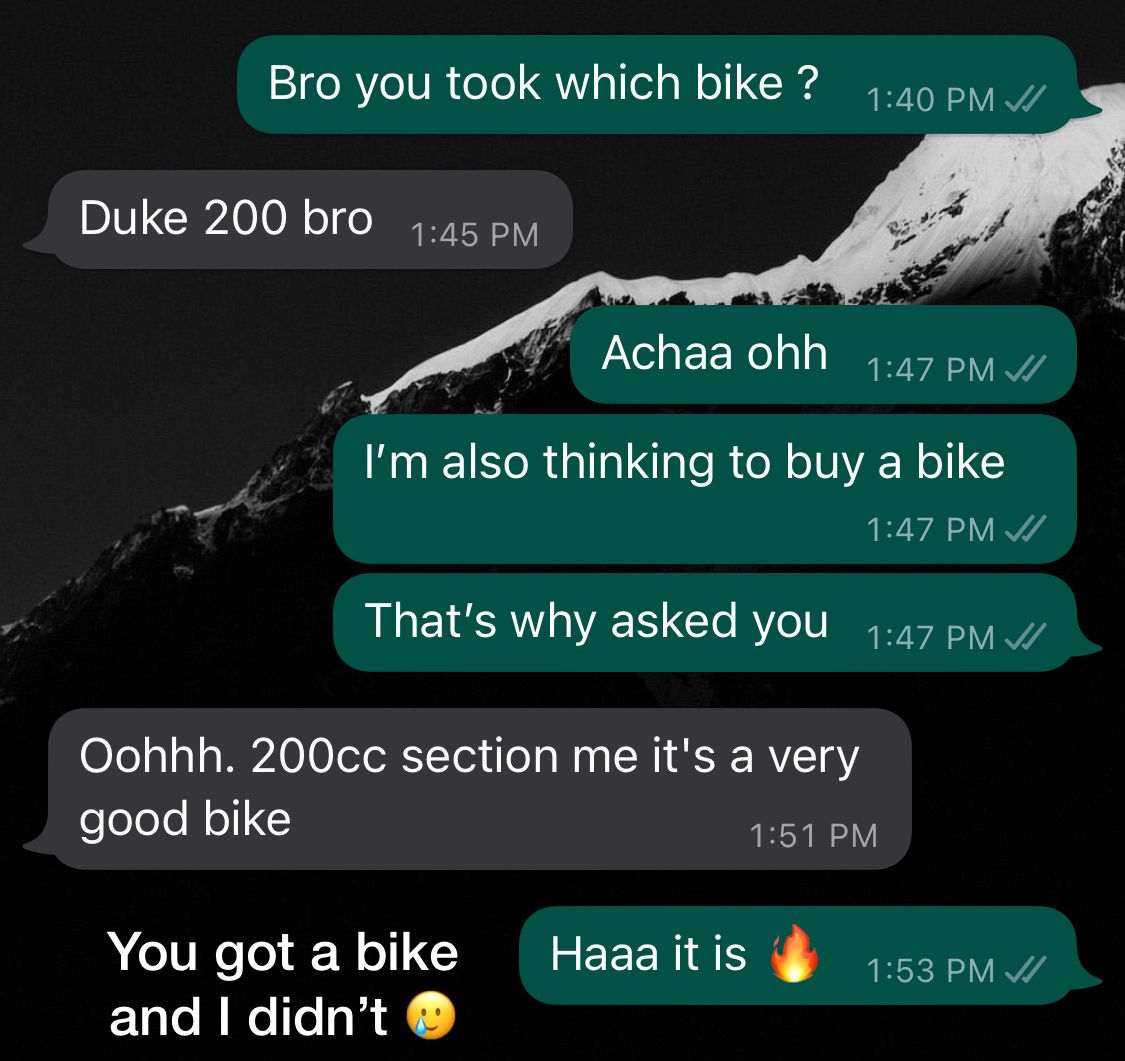 Bro you took which bike ? 1:40 PM
Duke 200 bro 1:45 PM
Achaa ohh 1:47 PM
I’m also thinking to buy a bike
1:47 PM
That’s why asked you 1:47 PM
Oohhh. 200cc section me it's a very
good bike
1:51 PM
Haaa it is 🔥 1:53 PM
You got a bike
and I didn’t 🥲